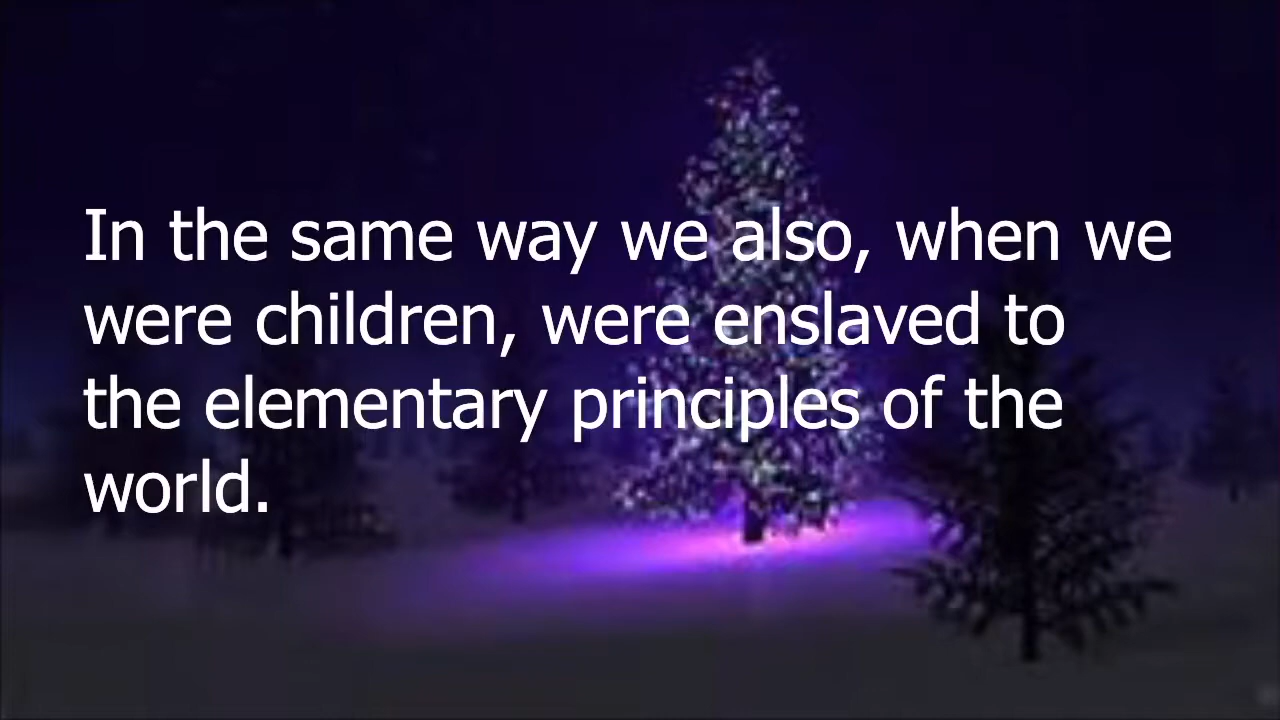 In the same way we also, when we
were children, were enslaved to
the elementary principles of the
world.